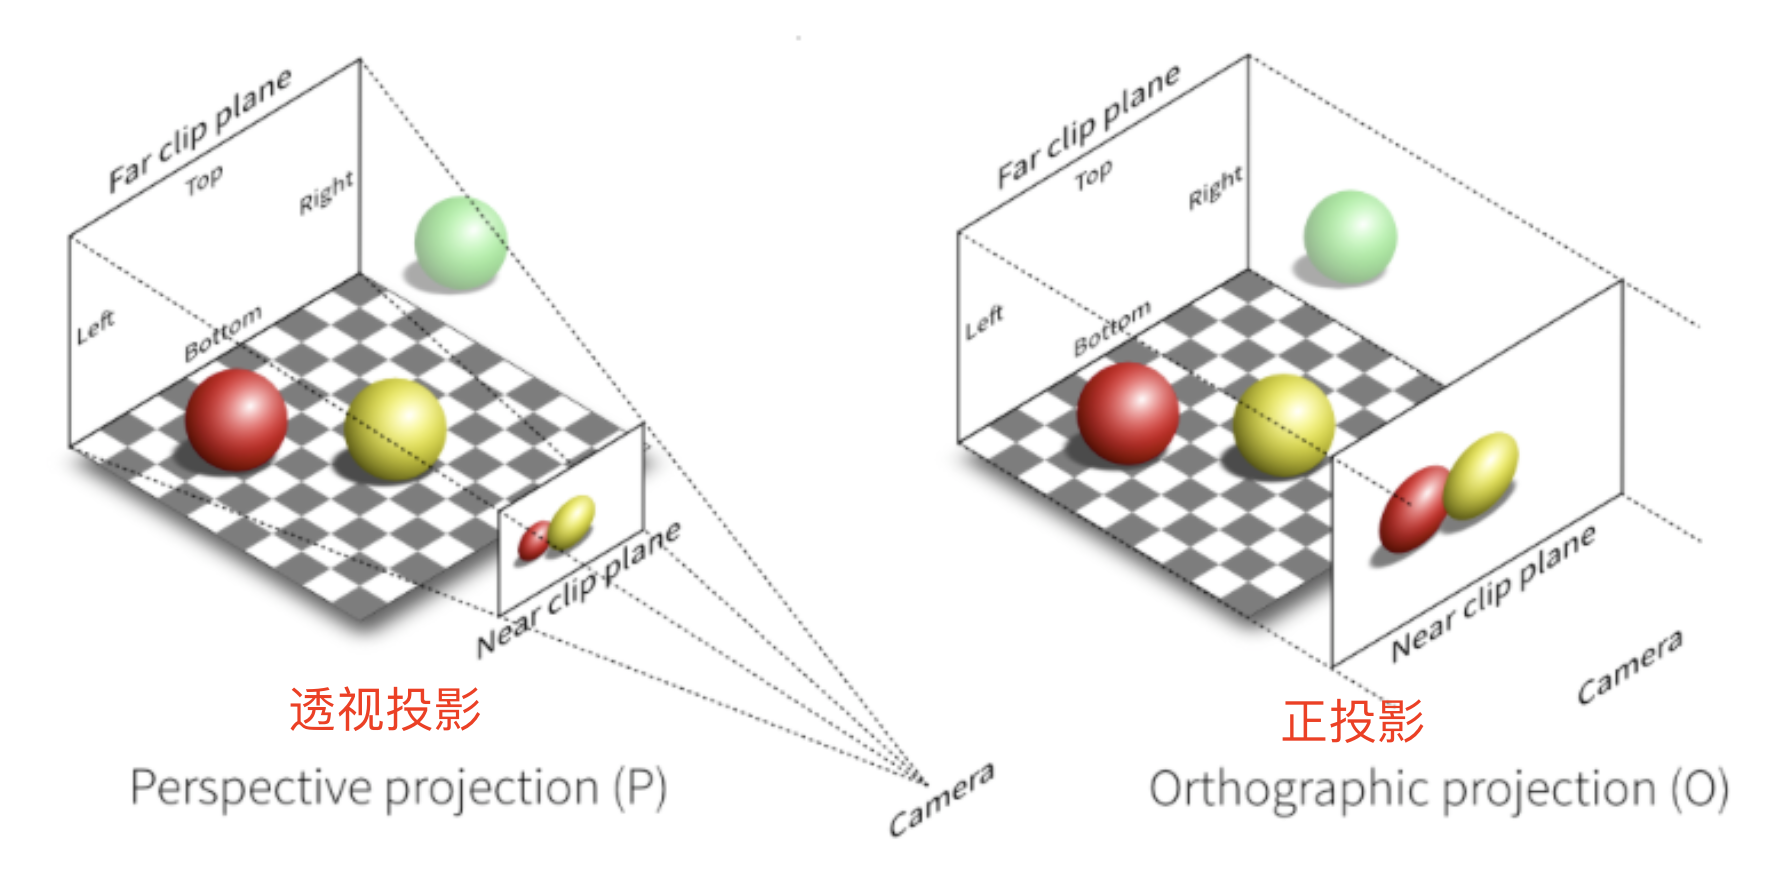 Far clip plane
Top
Right
Left
Bottom
Near clip plane
Camera
透视投影
Perspective projection (P)
Far clip plane
Top
Right
Left
Bottom
Near clip plane
Camera
正投影
Orthographic projection (O)